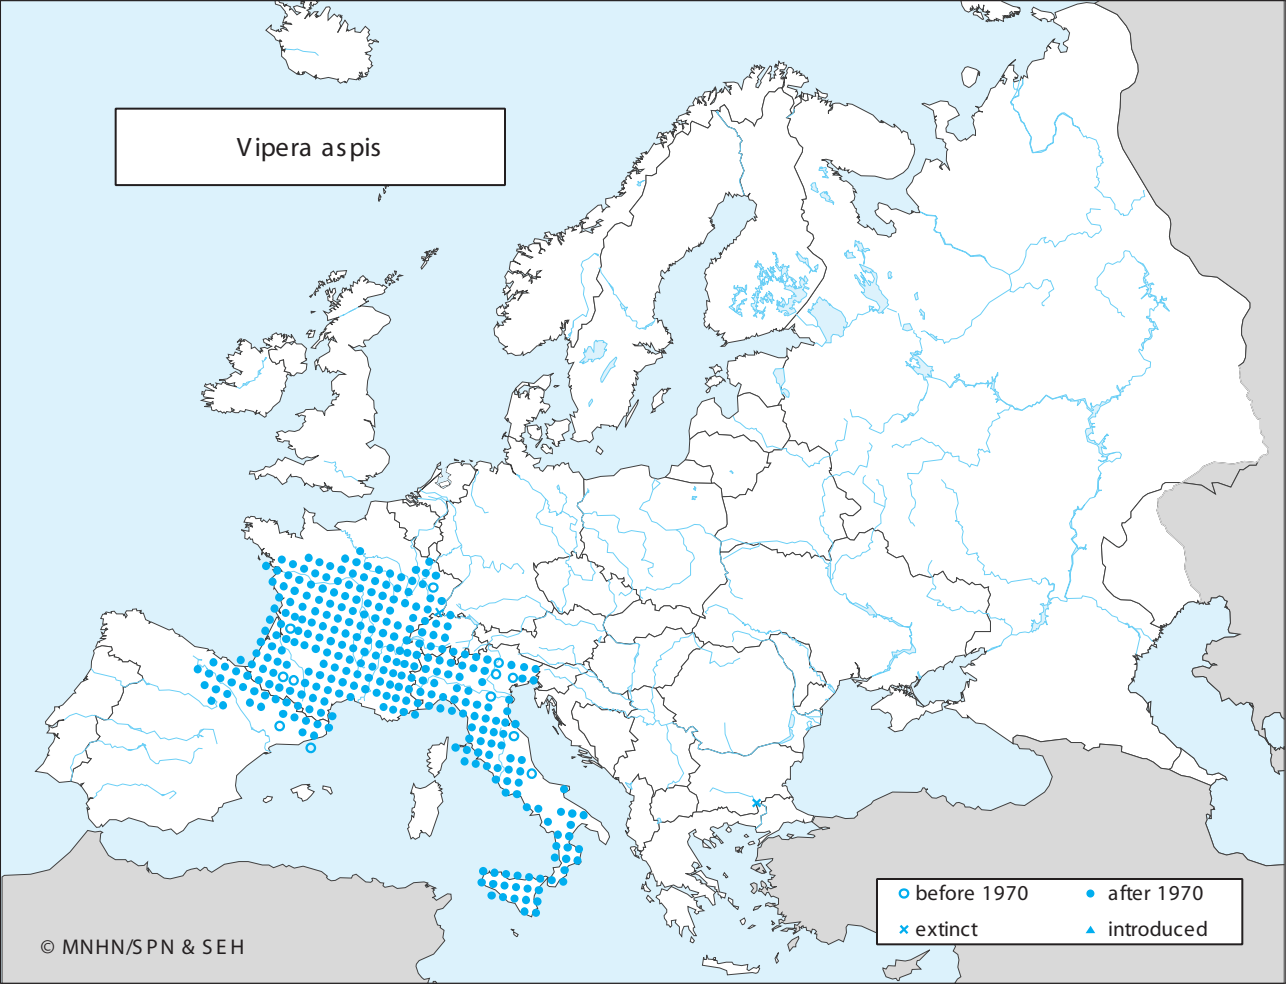 Vipera aspis
before 1970
after 1970
extinct
introduced
© MNHN/SPN & SEH